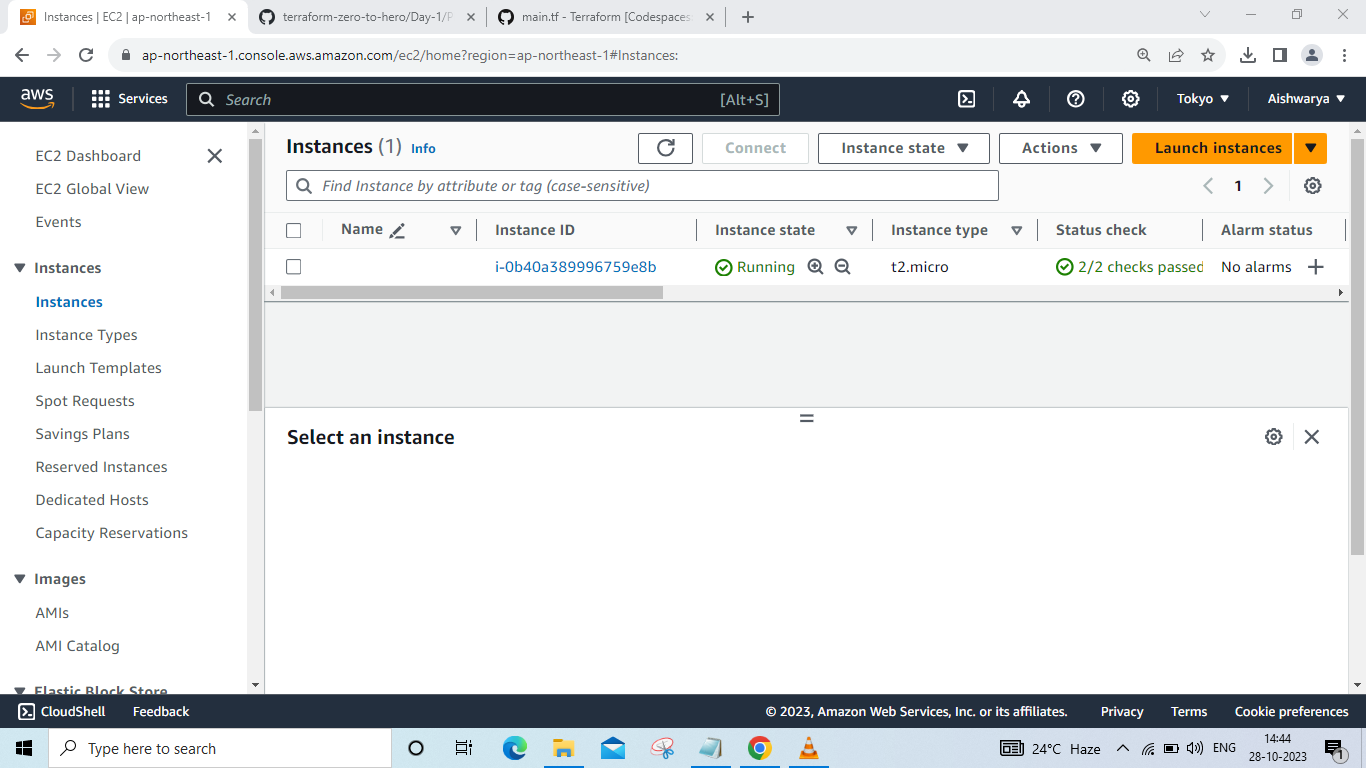 Instances | EC2 | ap-northeast-1
terraform-zero-to-hero/Day-1/P
main.tf - Terraform [Codespaces
ap-northeast-1.console.aws.amazon.com/ec2/home?region=ap-northeast-1#Instances:
aws
Services
Search
[Alt+S]
Tokyo
Aishwarya
EC2 Dashboard
EC2 Global View
Events
Instances
Instances
Instance Types
Launch Templates
Spot Requests
Savings Plans
Reserved Instances
Dedicated Hosts
Capacity Reservations
Images
AMIs
AMI Catalog
Elastic Block Store
Instances (1) Info
Connect
Instance state
Actions
Launch instances
Find Instance by attribute or tag (case-sensitive)
1
Name
Instance ID
Instance state
Instance type
Status check
Alarm status
i-0b40a389996759e8b
Running
t2.micro
2/2 checks passed
No alarms
Select an instance
CloudShell
Feedback
© 2023, Amazon Web Services, Inc. or its affiliates.
Privacy
Terms
Cookie preferences
Type here to search
24°C Haze
ENG
14:44
28-10-2023
1